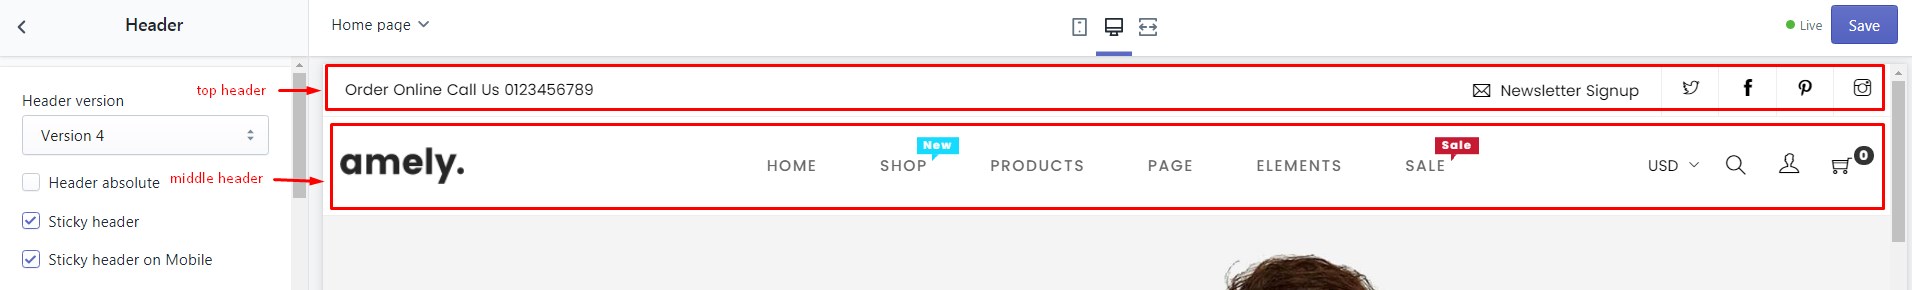 Header
Home page
Live
Save
Header version
Version 4
Header absolute
Sticky header
Sticky header on Mobile
top header
middle header
Order Online Call Us 0123456789
Newsletter Signup
amely.
HOME
SHOP
New
PRODUCTS
PAGE
ELEMENTS
SALE
Sale
USD
0